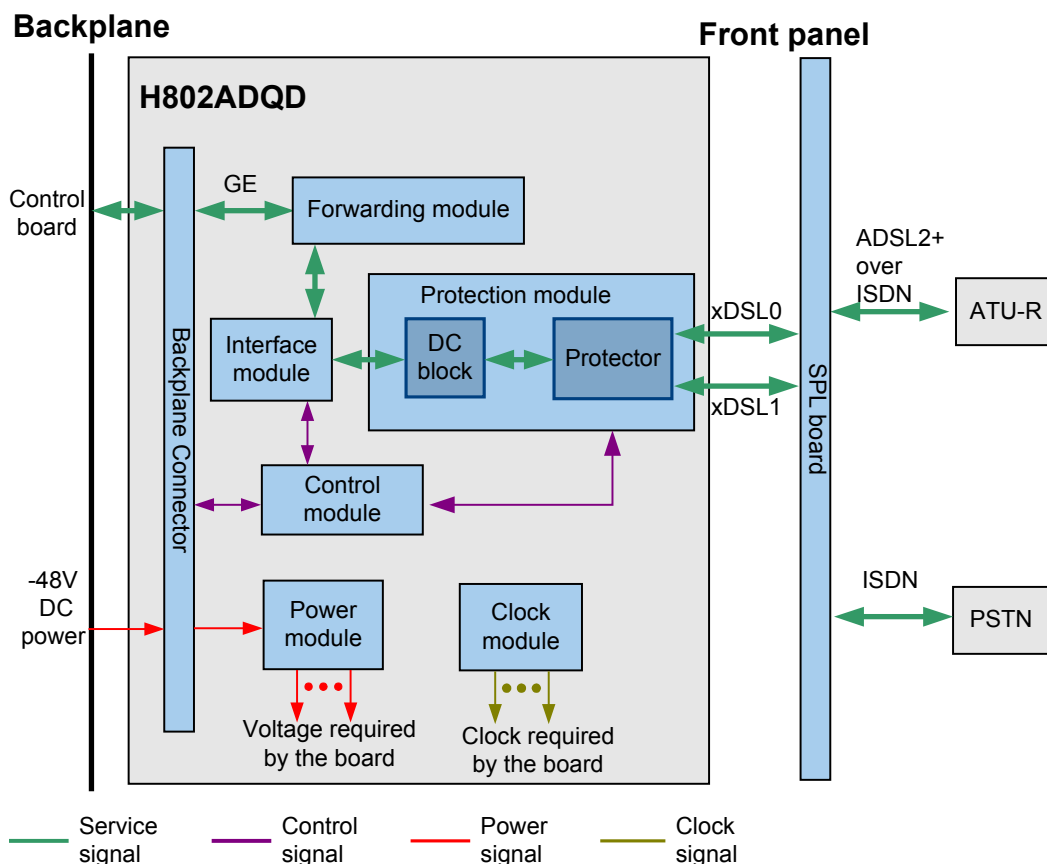 Backplane
Front panel
H802ADQD
Control
board
GE
Forwarding module
ADSL2+
over
ISDN
ATU-R
Protection module
xDSL0
Interface
module
DC
block
Protector
xDSL1
Backplane Connector
SPL board
Control
module
-48V
DC
power
Power
module
Clock
module
ISDN
PSTN
Voltage required
by the board
Clock required
by the board
Service
signal
Control
signal
Power
signal
Clock
signal